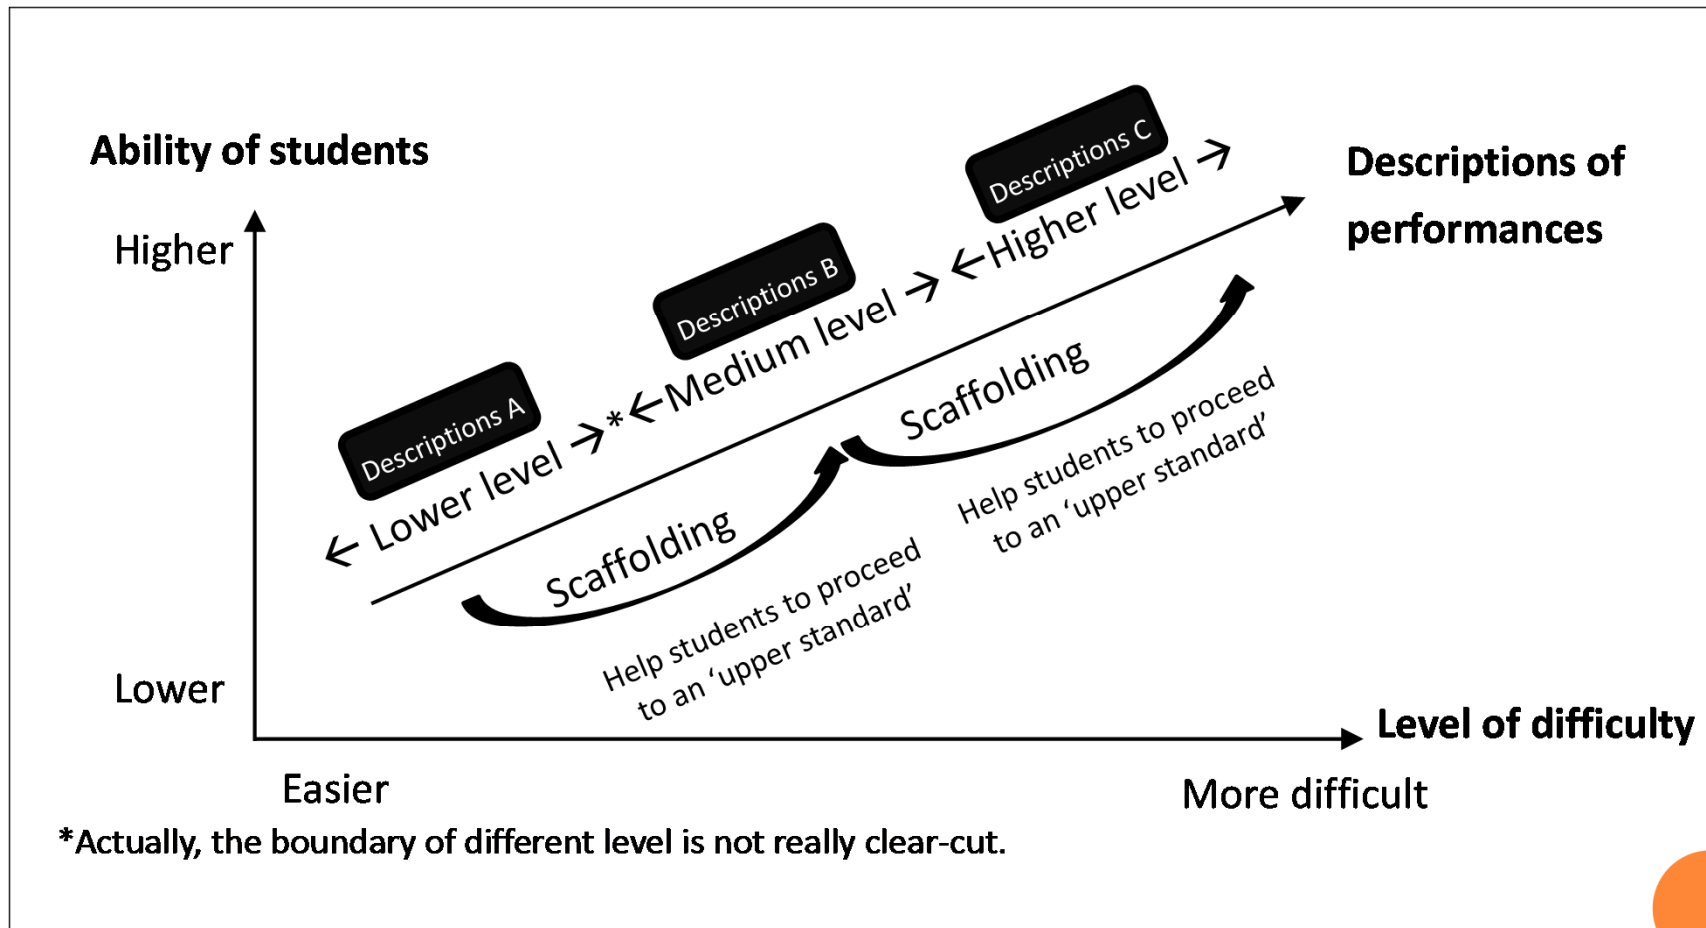 Ability of students
Higher
Lower
Descriptions A
← Lower level →*
Descriptions B
←Medium level →
Descriptions C
←Higher level →
Descriptions of
performances
Scaffolding
Help students to proceed
to an ‘upper standard’
Scaffolding
Help students to proceed
to an ‘upper standard’
Level of difficulty
Easier
More difficult
*Actually, the boundary of different level is not really clear-cut.